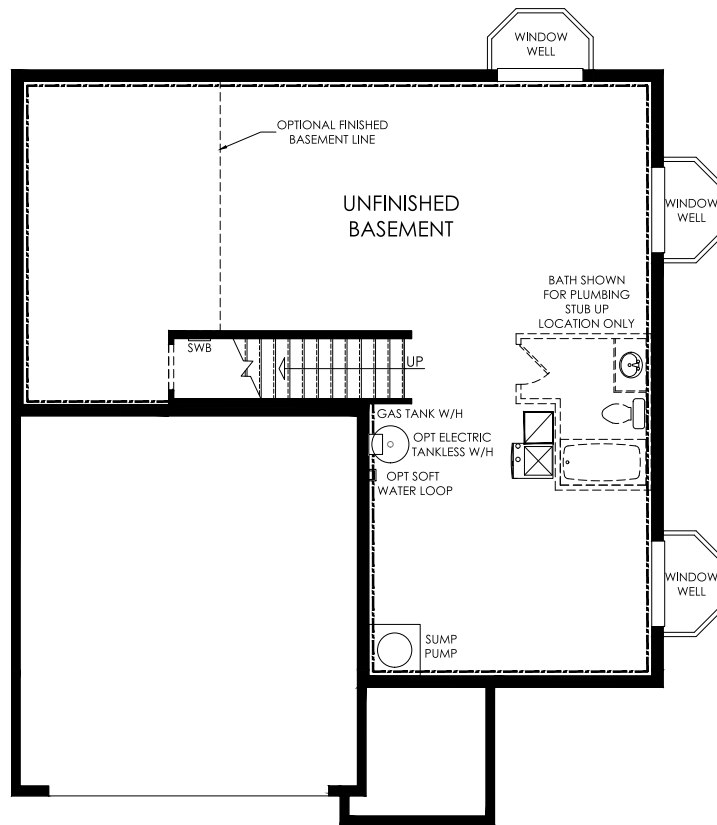 WINDOW
WELL
OPTIONAL FINISHED
BASEMENT LINE
UNFINISHED
BASEMENT
WINDOW
WELL
BATH SHOWN
FOR PLUMBING
STUB UP
LOCATION ONLY
SWB
UP
GAS TANK W/H
OPT ELECTRIC
TANKLESS W/H
OPT SOFT
WATER LOOP
WINDOW
WELL
SUMP
PUMP